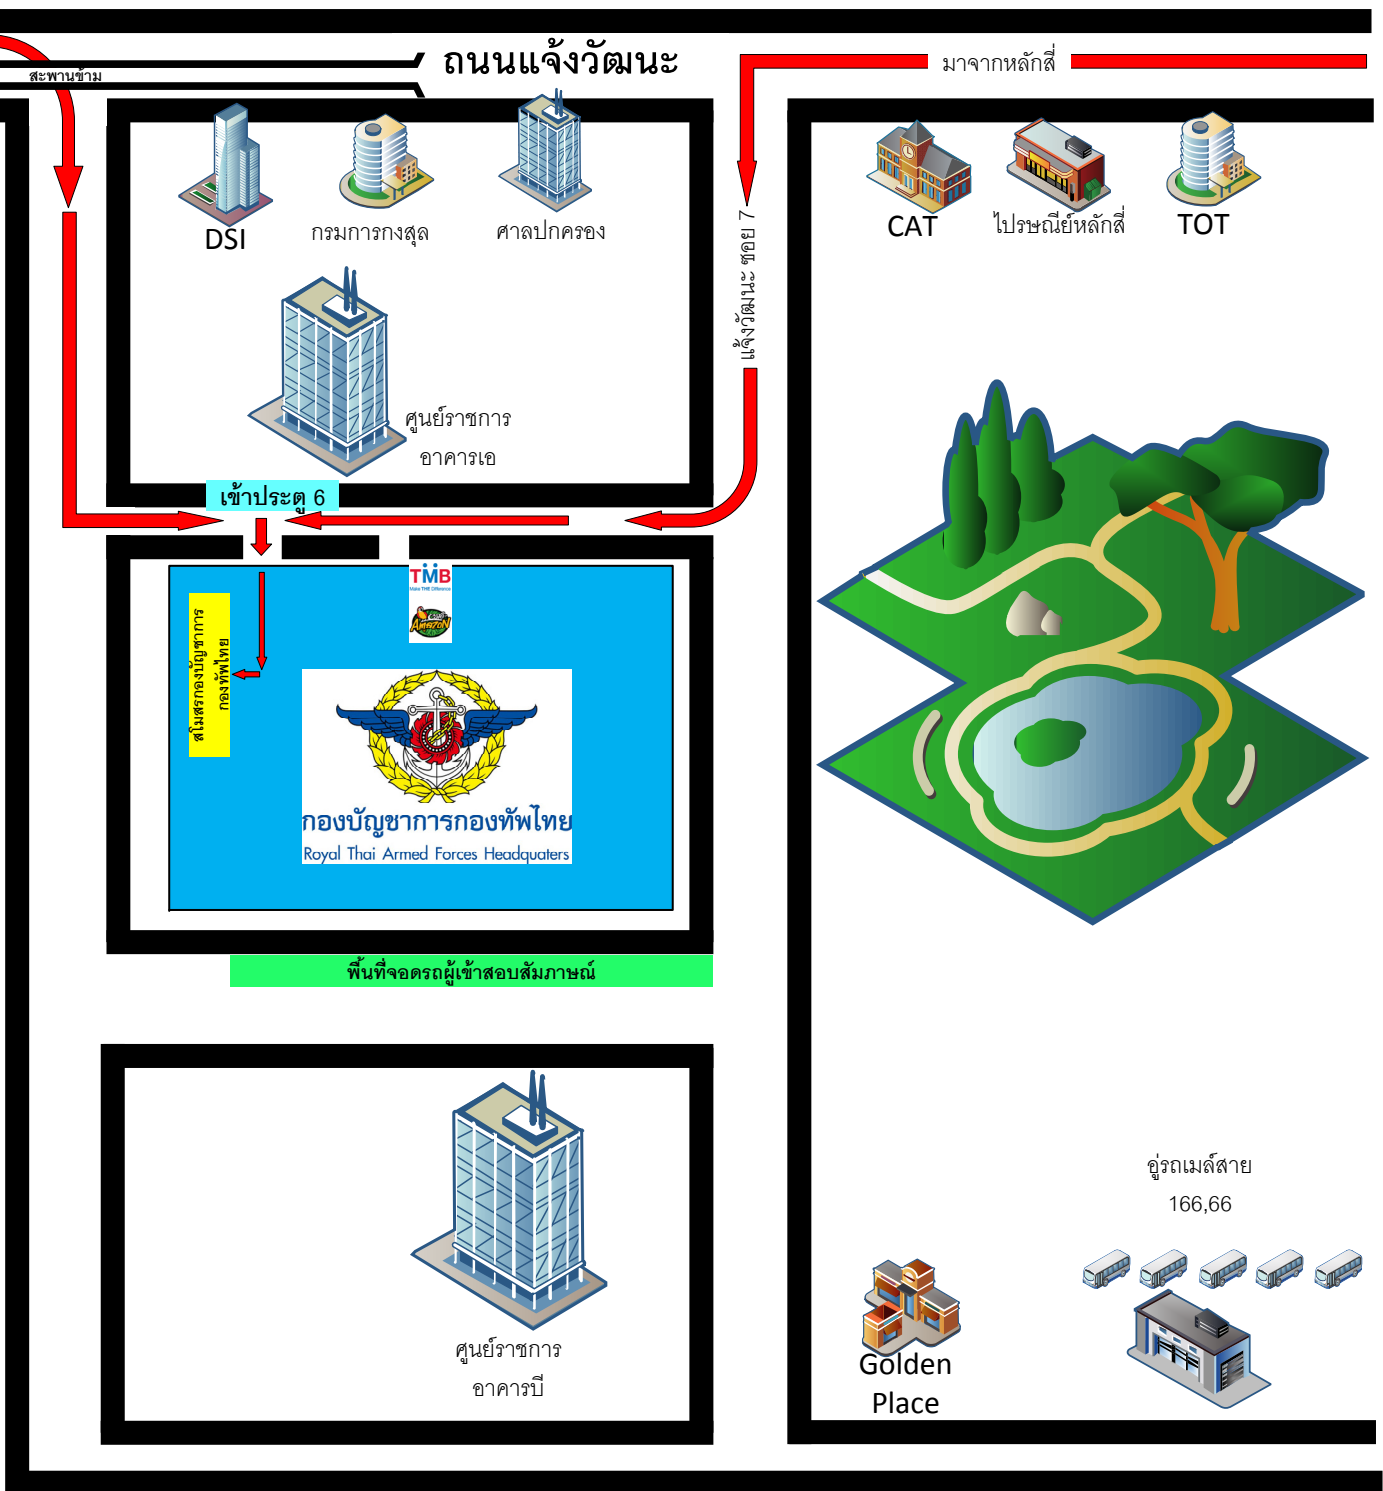 ถนนแจ้งวัฒนะ
มาจากหลักสี่
สะพานข้าม
DSI
กรมการกงสุล
ศาลปกครอง
แจ้งวัฒนะ ซอย 7
CAT
ไปรษณีย์หลักสี่
TOT
ศูนย์ราชการ
อาคารเอ
เข้าประตู 6
TMB
Make THE Difference
Amazon
สโมสรกองบัญชาการ
กองทัพไทย
กองบัญชาการกองทัพไทย
Royal Thai Armed Forces Headquaters
พื้นที่จอดรถผู้เข้าสอบสัมภาษณ์
อู่รถเมล์สาย
166,66
ศูนย์ราชการ
อาคารบี
Golden
Place